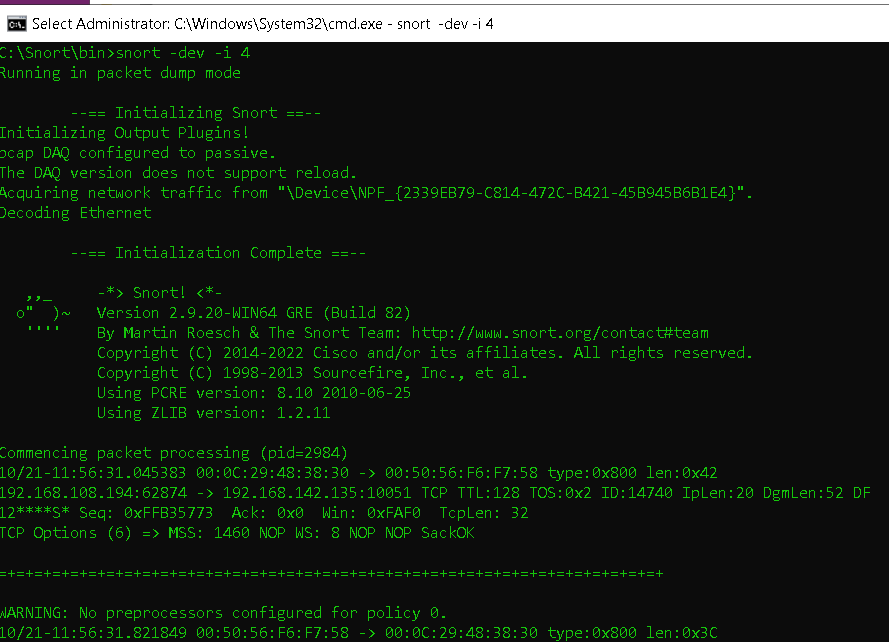 Select Administrator: C:\Windows\System32\cmd.exe - snort -dev -i 4
C:\Snort\bin>snort -dev -i 4
Running in packet dump mode
--== Initializing Snort ==--
Initializing Output Plugins!
pcap DAQ configured to passive.
The DAQ version does not support reload.
Acquiring network traffic from "\Device\NPF_{2339EB79-C814-472C-B421-45B945B6B1E4}".
Decoding Ethernet
--== Initialization Complete ==--
,,_     -*> Snort! <*-
o"  )~   Version 2.9.20-WIN64 GRE (Build 82)
''''    By Martin Roesch & The Snort Team: http://www.snort.org/contact#team
Copyright (C) 2014-2022 Cisco and/or its affiliates. All rights reserved.
Copyright (C) 1998-2013 Sourcefire, Inc., et al.
Using PCRE version: 8.10 2010-06-25
Using ZLIB version: 1.2.11
Commencing packet processing (pid=2984)
10/21-11:56:31.045383 00:0C:29:48:38:30 -> 00:50:56:F6:F7:58 type:0x800 len:0x42
192.168.108.194:62874 -> 192.168.142.135:10051 TCP TTL:128 TOS:0x2 ID:14740 IpLen:20 DgmLen:52 DF
12****S* Seq: 0xFFB35773  Ack: 0x0  Win: 0xFAF0  TcpLen: 32
TCP Options (6) => MSS: 1460 NOP WS: 8 NOP NOP SackOK
=+=+=+=+=+=+=+=+=+=+=+=+=+=+=+=+=+=+=+=+=+=+=+=+=+=+=+=+=+=+=+=+=+=+=+=+=+
WARNING: No preprocessors configured for policy 0.
10/21-11:56:31.821849 00:50:56:F6:F7:58 -> 00:0C:29:48:38:30 type:0x800 len:0x3C